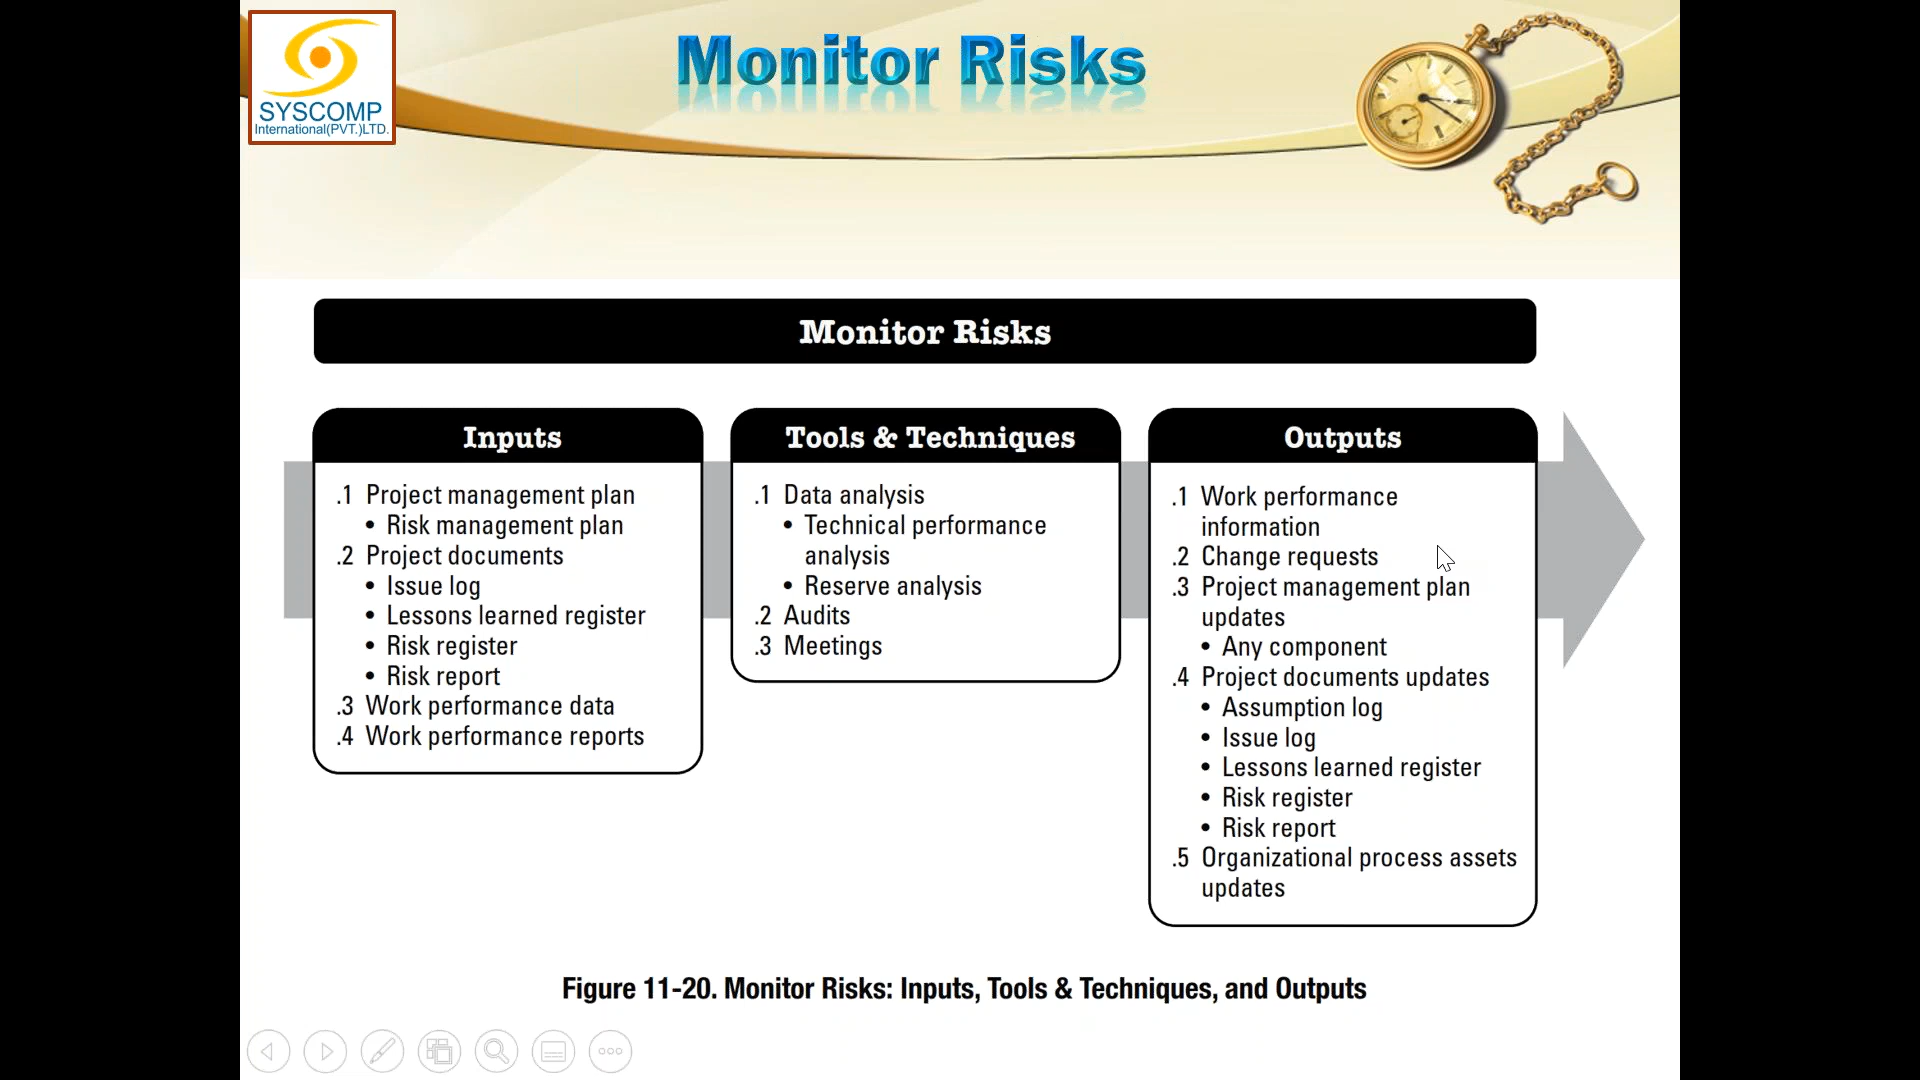 SYSCOMP
International(PVT.)LTD.
Monitor Risks
Monitor Risks
Inputs
.1 Project management plan
• Risk management plan
.2 Project documents
• Issue log
• Lessons learned register
• Risk register
• Risk report
.3 Work performance data
.4 Work performance reports
Tools & Techniques
.1 Data analysis
• Technical performance
analysis
• Reserve analysis
.2 Audits
.3 Meetings
Outputs
.1 Work performance
information
.2 Change requests
.3 Project management plan
updates
• Any component
.4 Project documents updates
• Assumption log
• Issue log
• Lessons learned register
• Risk register
• Risk report
.5 Organizational process assets
updates
Figure 11-20. Monitor Risks: Inputs, Tools & Techniques, and Outputs